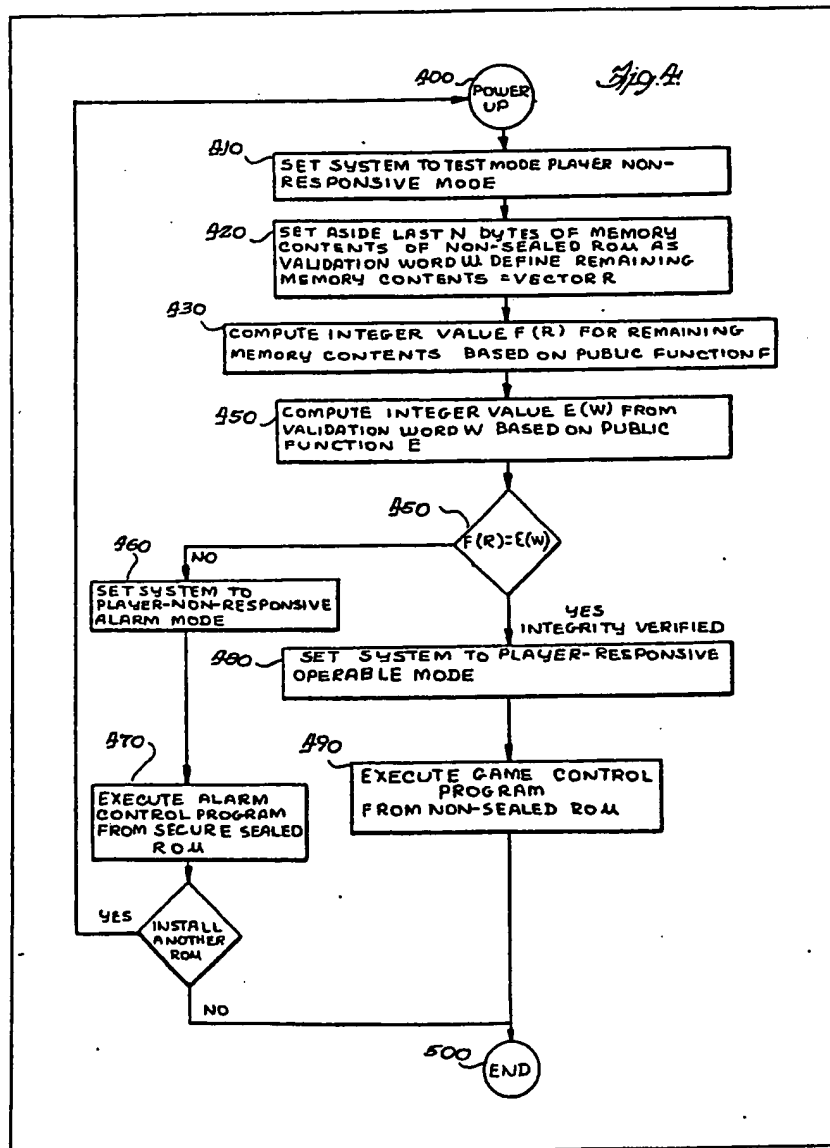 Fig. 4.
400
POWER
UP
410
SET SYSTEM TO TEST MODE PLAYER NON-
RESPONSIVE MODE
420
SET ASIDE LAST N BYTES OF MEMORY
CONTENTS OF NON-SEALED ROM AS
VALIDATION WORD W. DEFINE REMAINING
MEMORY CONTENTS = VECTOR R
430
COMPUTE INTEGER VALUE F(R) FOR REMAINING
MEMORY CONTENTS BASED ON PUBLIC FUNCTION F
450
COMPUTE INTEGER VALUE E(W) FROM
VALIDATION WORD W BASED ON PUBLIC
FUNCTION E
450
F(R)=E(W)
NO
460
SET SYSTEM TO
PLAYER-NON-RESPONSIVE
ALARM MODE
YES
INTEGRITY VERIFIED
480
SET SYSTEM TO PLAYER-RESPONSIVE
OPERABLE MODE
470
EXECUTE ALARM
CONTROL PROGRAM
FROM SECURE SEALED
ROM
490
EXECUTE GAME CONTROL
PROGRAM
FROM NON-SEALED ROM
YES
INSTALL
ANOTHER
ROM
NO
500
END